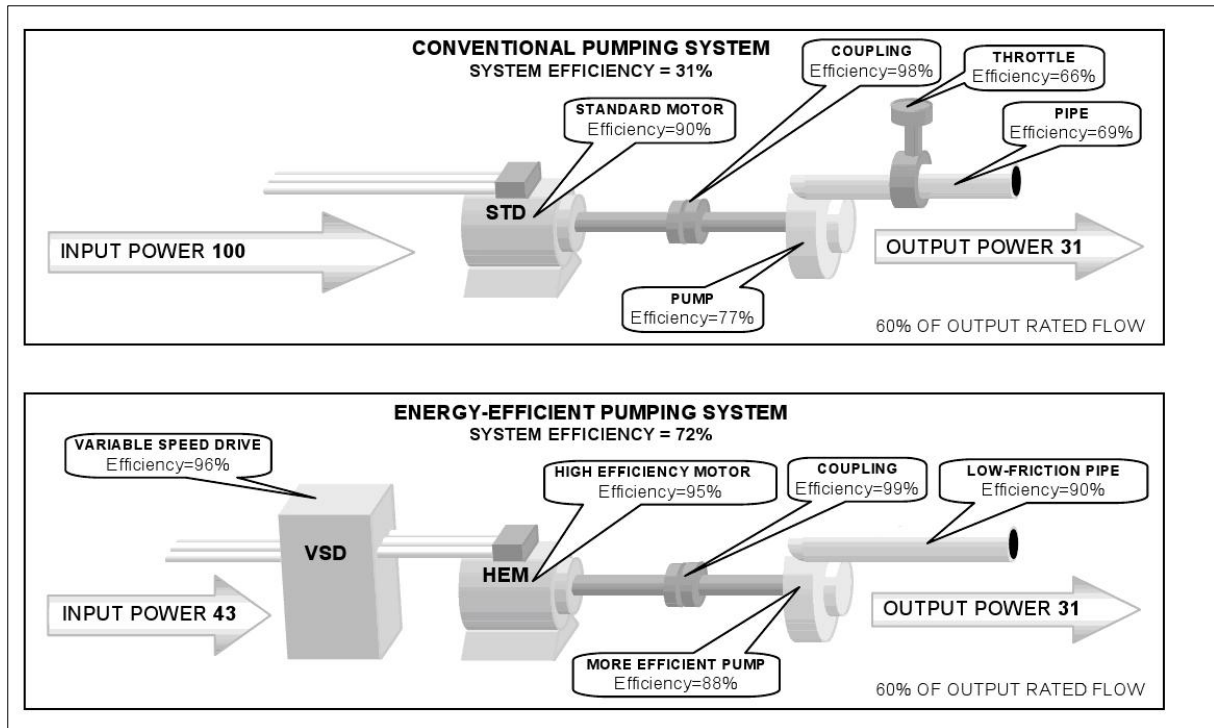 CONVENTIONAL PUMPING SYSTEM
SYSTEM EFFICIENCY = 31%
COUPLING
Efficiency=98%
THROTTLE
Efficiency=66%
STANDARD MOTOR
Efficiency=90%
PIPE
Efficiency=69%
STD
INPUT POWER 100
OUTPUT POWER 31
PUMP
Efficiency=77%
60% OF OUTPUT RATED FLOW
ENERGY-EFFICIENT PUMPING SYSTEM
SYSTEM EFFICIENCY = 72%
VARIABLE SPEED DRIVE
Efficiency=96%
HIGH EFFICIENCY MOTOR
Efficiency=95%
COUPLING
Efficiency=99%
LOW-FRICTION PIPE
Efficiency=90%
VSD
HEM
INPUT POWER 43
OUTPUT POWER 31
MORE EFFICIENT PUMP
Efficiency=88%
60% OF OUTPUT RATED FLOW